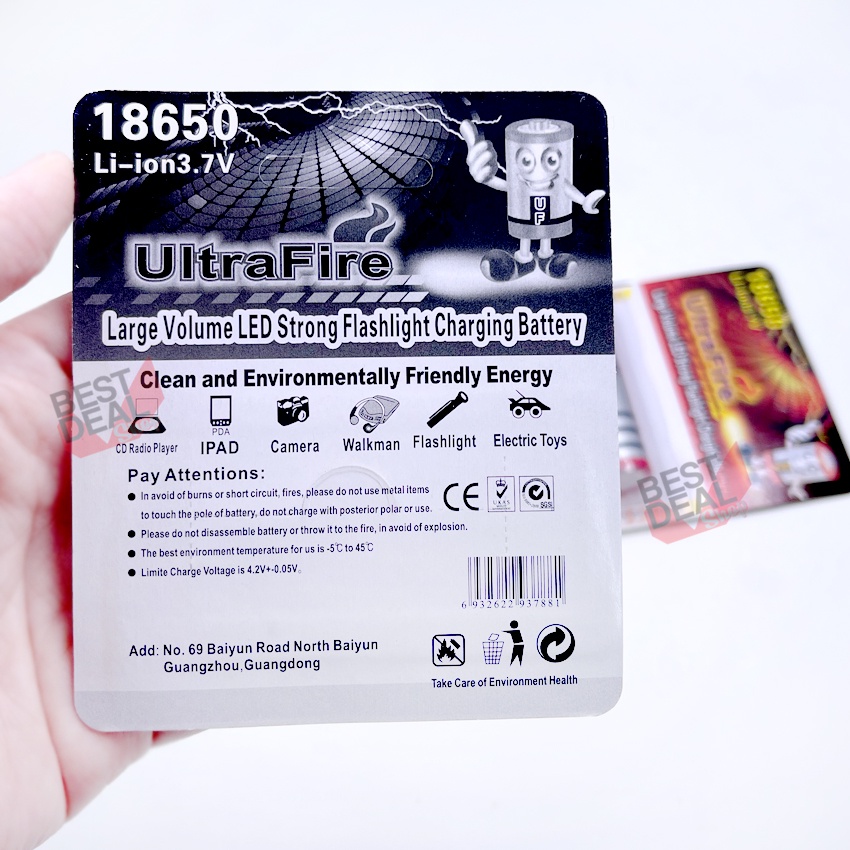 18650
Li-ion3.7V
UF
UltraFire
Large Volume LED Strong Flashlight Charging Battery
Clean and Environmentally Friendly Energy
CD Radio Player
PDA
IPAD
Camera
Walkman
Flashlight
Electric Toys
Pay Attentions:
● In avoid of burns or short circuit, fires, please do not use metal items
to touch the pole of battery, do not charge with posterior polar or use.
● Please do not disassemble battery or throw it to the fire, in avoid of explosion.
● The best environment temperature for us is -5℃ to 45℃
● Limite Charge Voltage is 4.2V+-0.05V.
CE
UKAS
SGS
6 932622 937881
Add: No. 69 Baiyun Road North Baiyun
Guangzhou,Guangdong
Take Care of Environment Health
BEST
DEAL
18650
UltraFire
BEST
DEAL
Shop